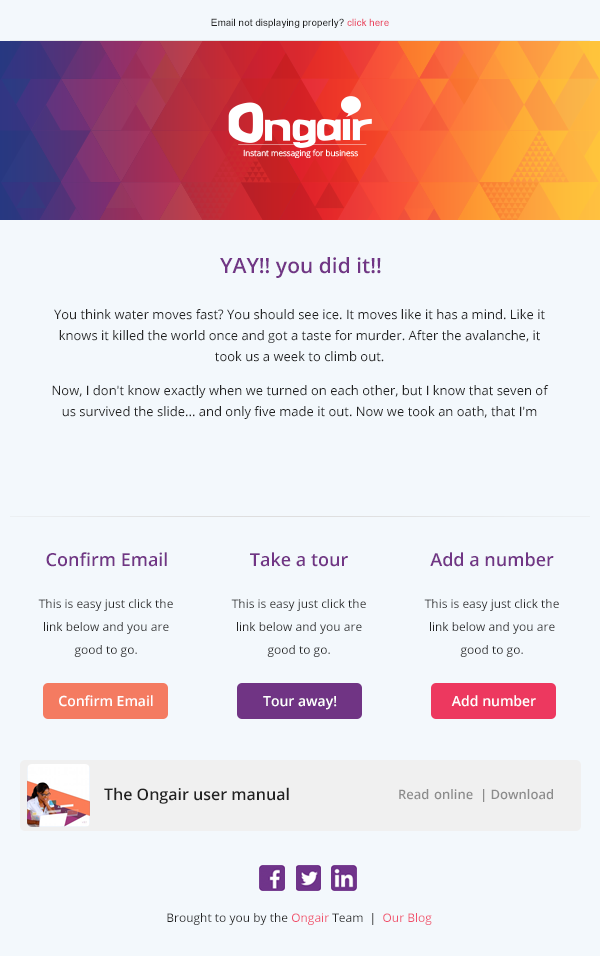 Email not displaying properly? click here
Ongair
Instant messaging for business
YAY!! you did it!!
You think water moves fast? You should see ice. It moves like it has a mind. Like it
knows it killed the world once and got a taste for murder. After the avalanche, it
took us a week to climb out.
Now, I don't know exactly when we turned on each other, but I know that seven of
us survived the slide... and only five made it out. Now we took an oath, that I'm
Confirm Email
This is easy just click the
link below and you are
good to go.
Confirm Email
Take a tour
This is easy just click the
link below and you are
good to go.
Tour away!
Add a number
This is easy just click the
link below and you are
good to go.
Add number
The Ongair user manual
Read online | Download
Brought to you by the Ongair Team | Our Blog